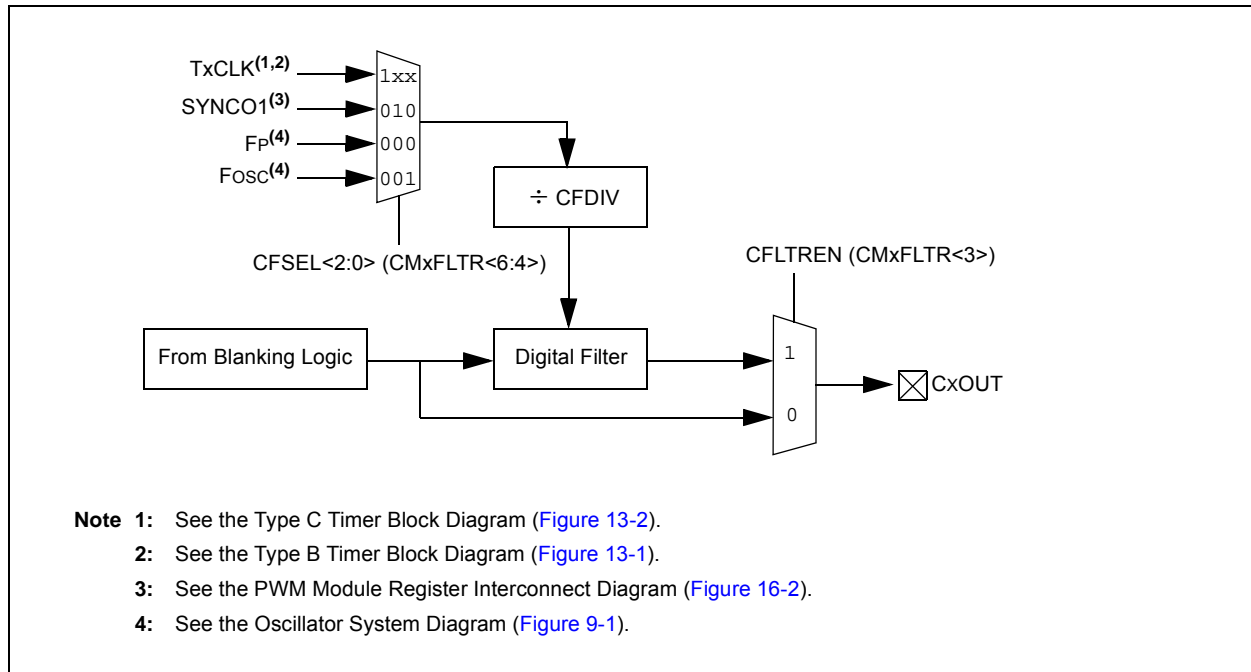 TxCLK(1,2)
SYNCO1(3)
FP(4)
FOSC(4)
1xx
010
000
001
÷ CFDIV
CFSEL<2:0> (CMxFLTR<6:4>)
CFLTREN (CMxFLTR<3>)
From Blanking Logic
Digital Filter
1
0
CxOUT
Note 1: See the Type C Timer Block Diagram (Figure 13-2).
2: See the Type B Timer Block Diagram (Figure 13-1).
3: See the PWM Module Register Interconnect Diagram (Figure 16-2).
4: See the Oscillator System Diagram (Figure 9-1).